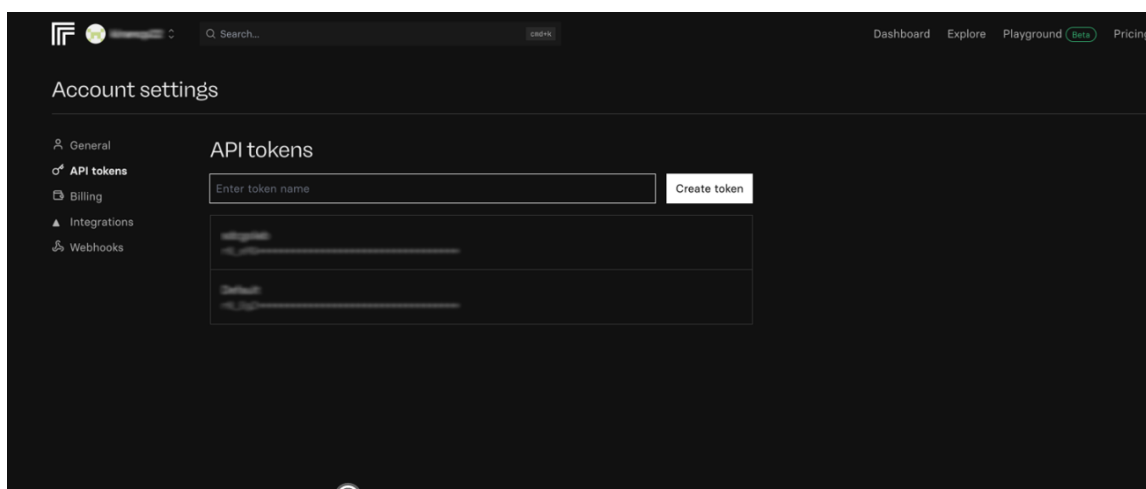 Search... cmd+k Dashboard Explore Playground Beta Pricing
Account settings
General
API tokens
Billing
Integrations
Webhooks
API tokens
Enter token name Create token